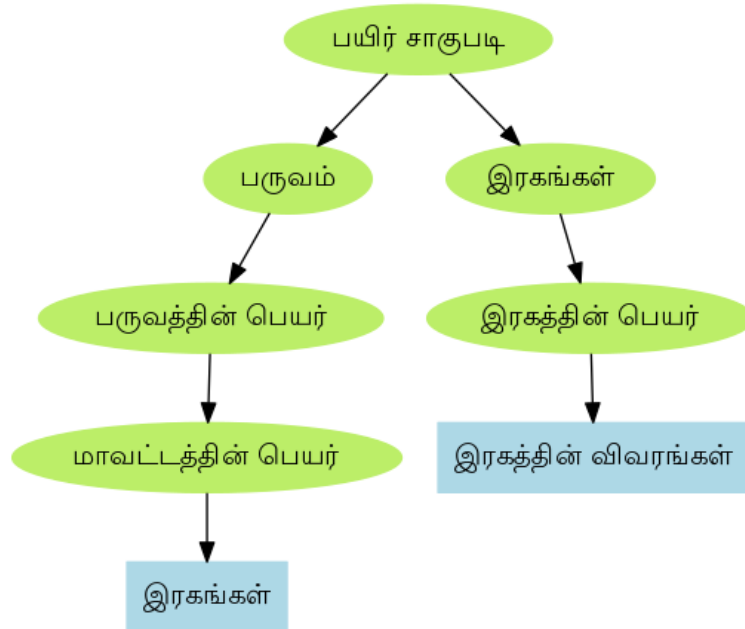 பயிர் சாகுபடி
பருவம்
இரகங்கள்
பருவத்தின் பெயர்
இரகத்தின் பெயர்
மாவட்டத்தின் பெயர்
இரகத்தின் விவரங்கள்
இரகங்கள்